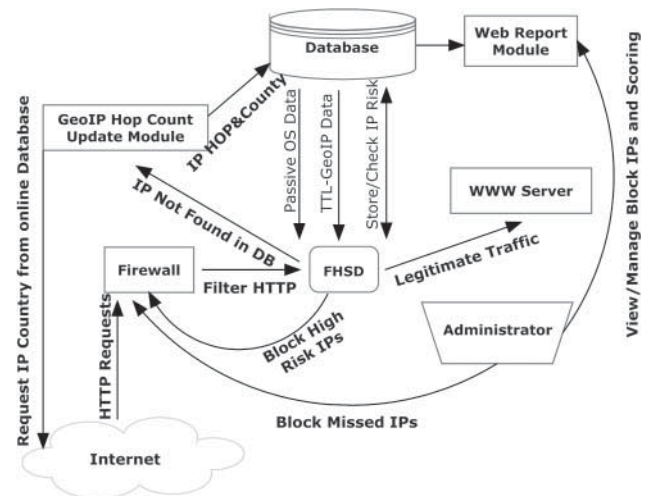 Database
Web Report
Module
GeoIP Hop Count
Update Module
IP HOP&County
Passive OS Data
TTL-GeoIP Data
Store/Check IP Risk
WWW Server
IP Not Found in DB
Firewall
Filter HTTP
FHSD
Legitimate Traffic
Block High
Risk IPs
Administrator
HTTP Requests
Block Missed IPs
Internet
Request IP Country from online Database
View/Manage Block IPs and Scoring